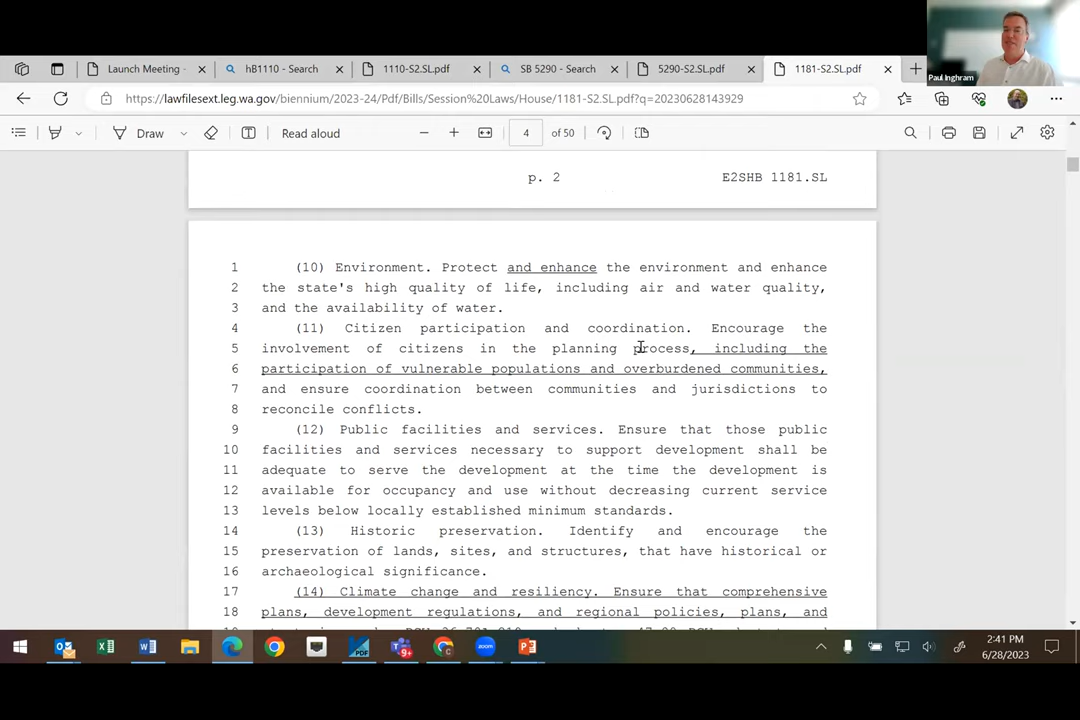 Paul Inghram
Launch Meeting -
hB1110 - Search
1110-S2.SL.pdf
SB 5290 - Search
5290-S2.SL.pdf
1181-S2.SL.pdf
https://lawfilesext.leg.wa.gov/biennium/2023-24/Pdf/Bills/Session%20Laws/House/1181-S2.SL.pdf?q=20230628143929
Draw
Read aloud
4 of 50
p. 2 E2SHB 1181.SL
1 (10) Environment. Protect and enhance the environment and enhance
2 the state's high quality of life, including air and water quality,
3 and the availability of water.
4 (11) Citizen participation and coordination. Encourage the
5 involvement of citizens in the planning process, including the
6 participation of vulnerable populations and overburdened communities,
7 and ensure coordination between communities and jurisdictions to
8 reconcile conflicts.
9 (12) Public facilities and services. Ensure that those public
10 facilities and services necessary to support development shall be
11 adequate to serve the development at the time the development is
12 available for occupancy and use without decreasing current service
13 levels below locally established minimum standards.
14 (13) Historic preservation. Identify and encourage the
15 preservation of lands, sites, and structures, that have historical or
16 archaeological significance.
17 (14) Climate change and resiliency. Ensure that comprehensive
18 plans, development regulations, and regional policies, plans, and
2:41 PM
6/28/2023